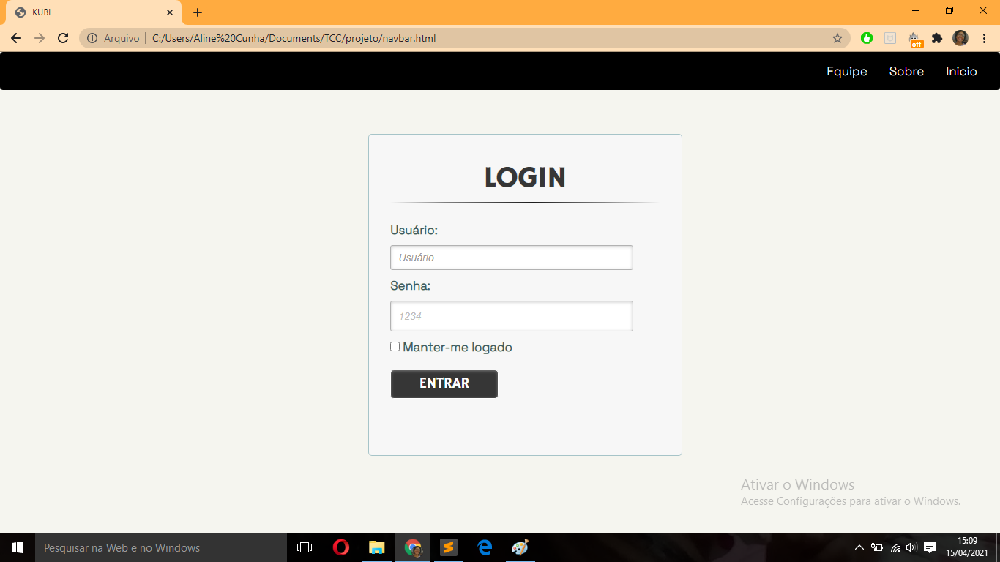 KUBI
Arquivo C:/Users/Aline%20Cunha/Documents/TCC/projeto/navbar.html
off
Equipe Sobre Inicio
LOGIN
Usuário:
Usuário
Senha:
1234
Manter-me logado
ENTRAR
Ativar o Windows
Acesse Configurações para ativar o Windows.
Pesquisar na Web e no Windows
15:09
15/04/2021